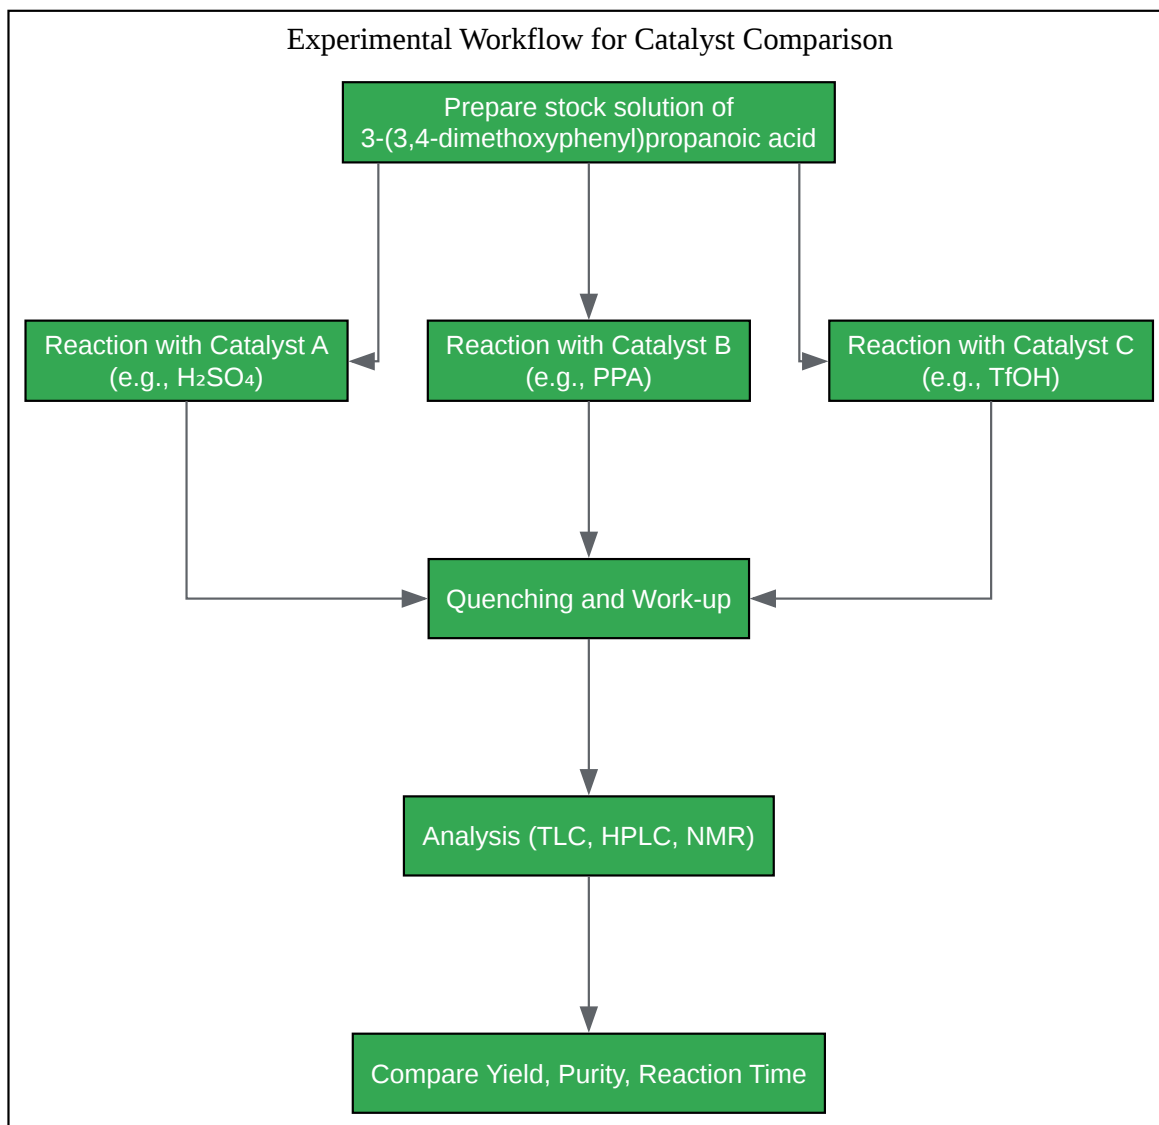 Experimental Workflow for Catalyst Comparison
Prepare stock solution of
3-(3,4-dimethoxyphenyl)propanoic acid
Reaction with Catalyst A
(e.g., H₂SO₄)
Reaction with Catalyst B
(e.g., PPA)
Reaction with Catalyst C
(e.g., TfOH)
Quenching and Work-up
Analysis (TLC, HPLC, NMR)
Compare Yield, Purity, Reaction Time